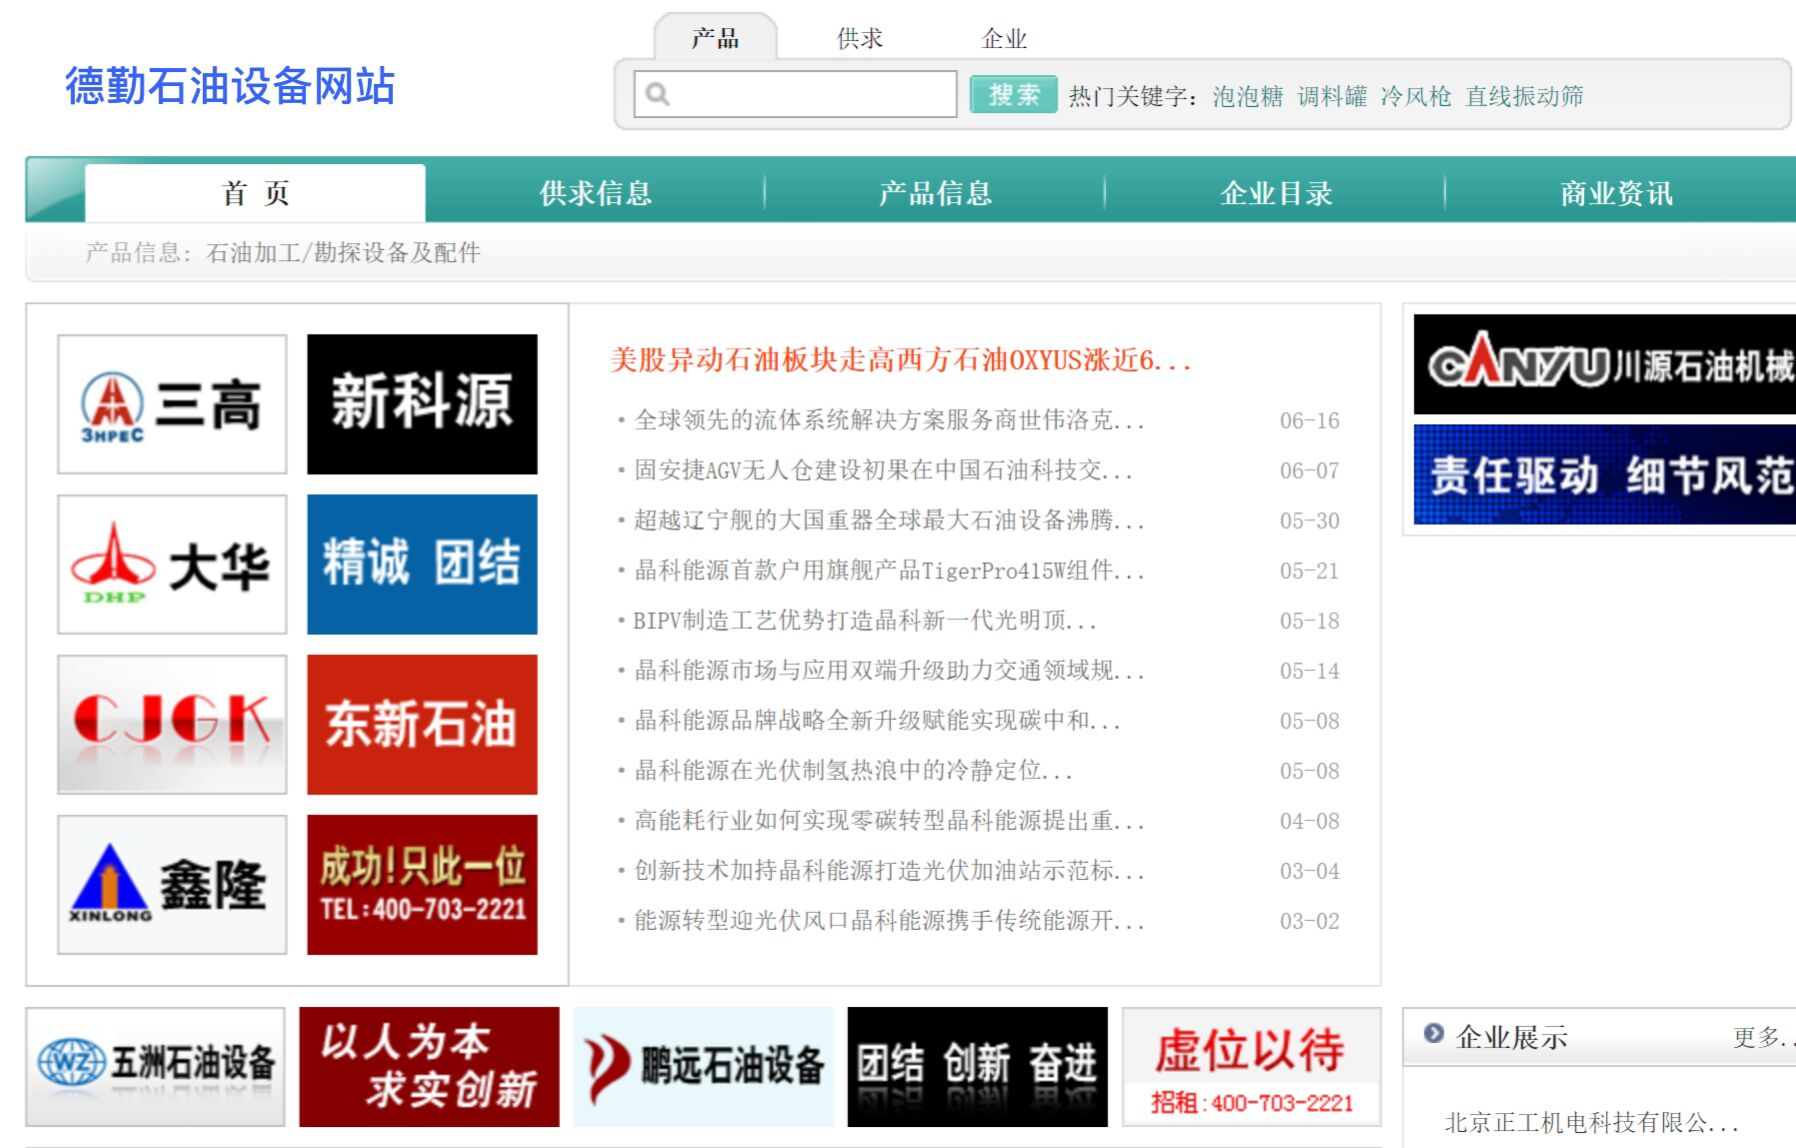 产品 供求 企业
德勤石油设备网站
搜索 热门关键字：泡泡糖 调料罐 冷风枪 直线振动筛
首 页 供求信息 产品信息 企业目录 商业资讯
产品信息：石油加工/勘探设备及配件
3HPEC 三高
新科源
DHP 大华
精诚 团结
CJGK
东新石油
XINLONG 鑫隆
成功!只此一位
TEL:400-703-2221
美股异动石油板块走高西方石油OXYUS涨近6...
·全球领先的流体系统解决方案服务商世伟洛克... 06-16
·固安捷AGV无人仓建设初果在中国石油科技交... 06-07
·超越辽宁舰的大国重器全球最大石油设备沸腾... 05-30
·晶科能源首款户用旗舰产品TigerPro415W组件... 05-21
·BIPV制造工艺优势打造晶科新一代光明顶... 05-18
·晶科能源市场与应用双端升级助力交通领域规... 05-14
·晶科能源品牌战略全新升级赋能实现碳中和... 05-08
·晶科能源在光伏制氢热浪中的冷静定位... 05-08
·高能耗行业如何实现零碳转型晶科能源提出重... 04-08
·创新技术加持晶科能源打造光伏加油站示范标... 03-04
·能源转型迎光伏风口晶科能源携手传统能源开... 03-02
CANYU川源石油机械
责任驱动 细节风范
WZ 五洲石油设备
以人为本
求实创新
鹏远石油设备
团结 创新 奋进
虚位以待
招租:400-703-2221
企业展示 更多..
北京正工机电科技有限公...